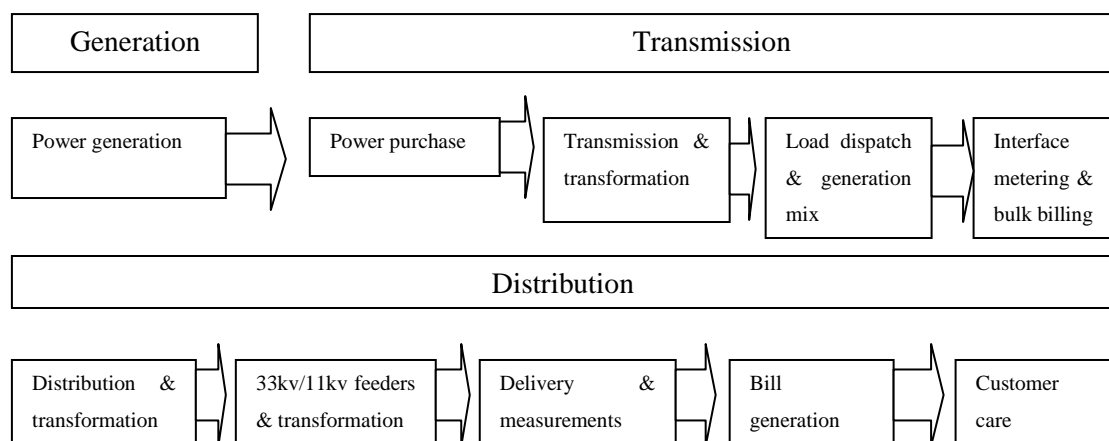 Generation
Transmission
Power generation
Power purchase
Transmission &
transformation
Load dispatch
& generation
mix
Interface
metering &
bulk billing
Distribution
Distribution &
transformation
33kv/11kv feeders
& transformation
Delivery &
measurements
Bill
generation
Customer
care